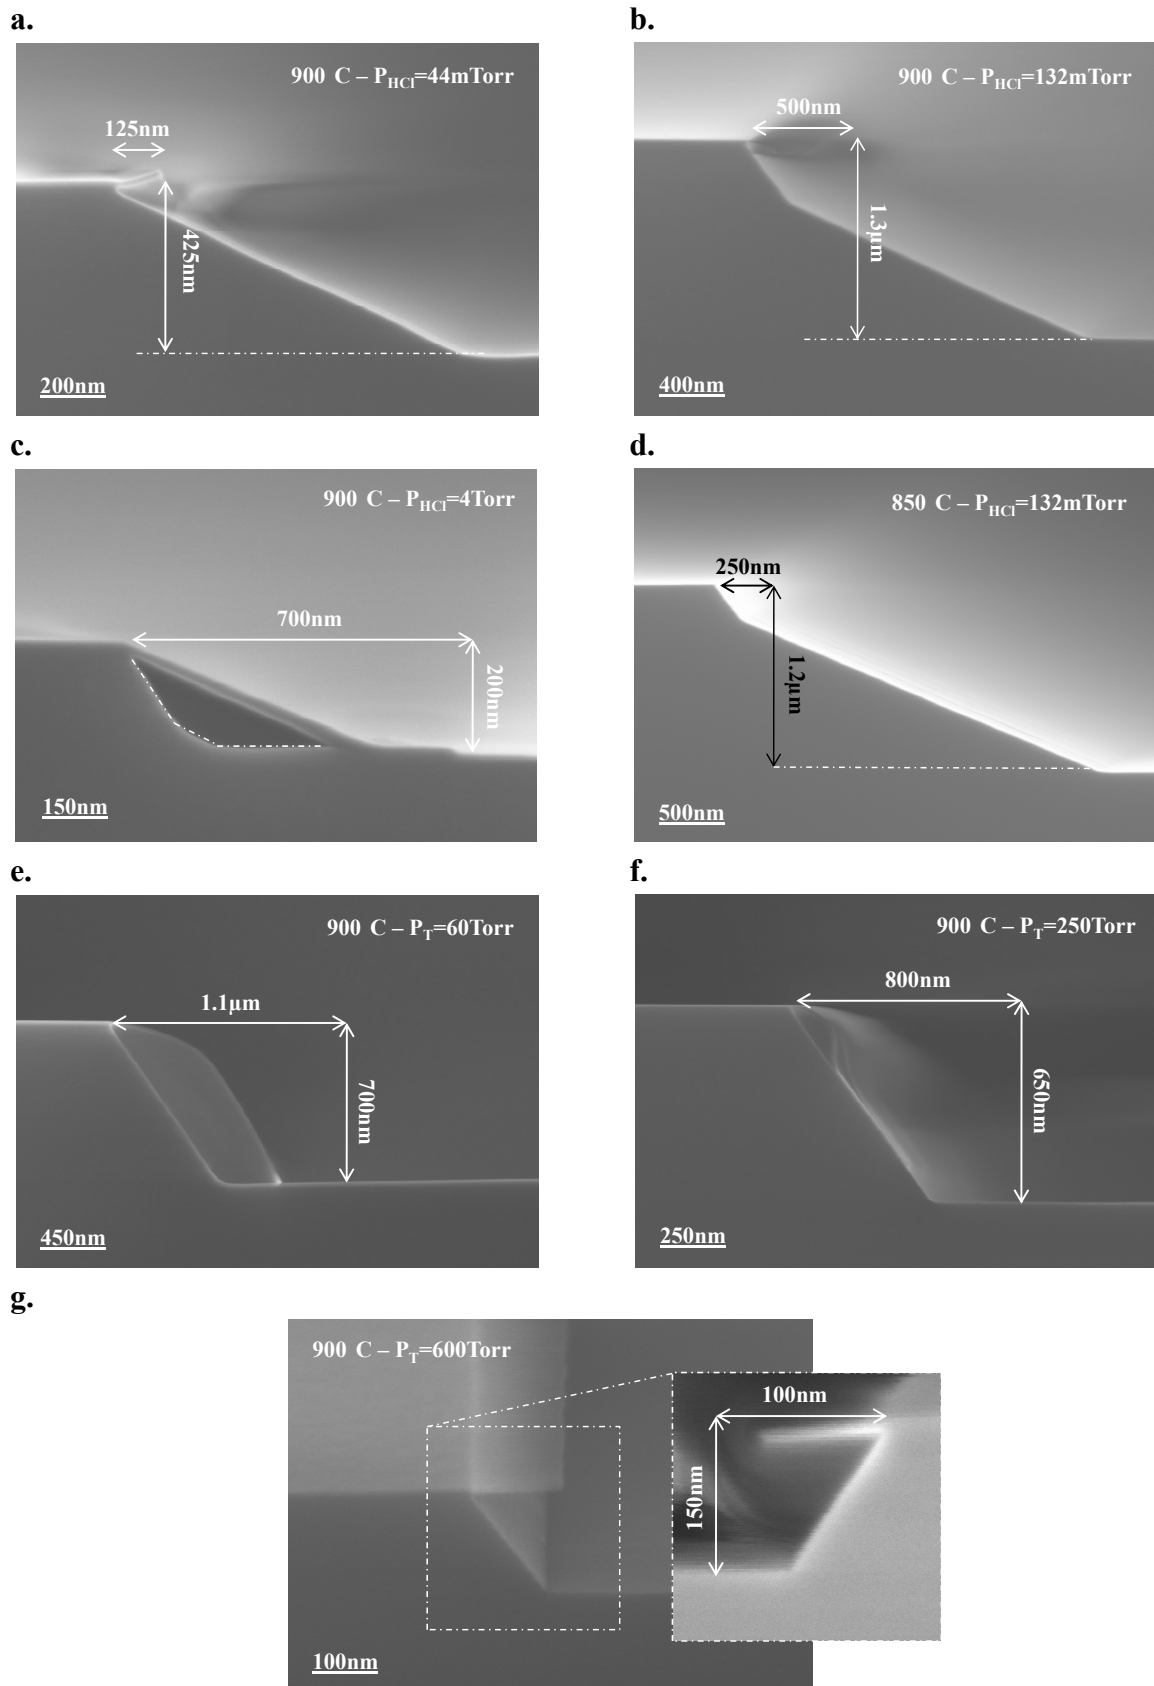 a.
900 C – PHCl=44mTorr
125nm
425nm
200nm
b.
900 C – PHCl=132mTorr
500nm
1.3µm
400nm
c.
900 C – PHCl=4Torr
700nm
200nm
150nm
d.
850 C – PHCl=132mTorr
250nm
1.2µm
500nm
e.
900 C – PT=60Torr
1.1µm
700nm
450nm
f.
900 C – PT=250Torr
800nm
650nm
250nm
g.
900 C – PT=600Torr
100nm
150nm
100nm